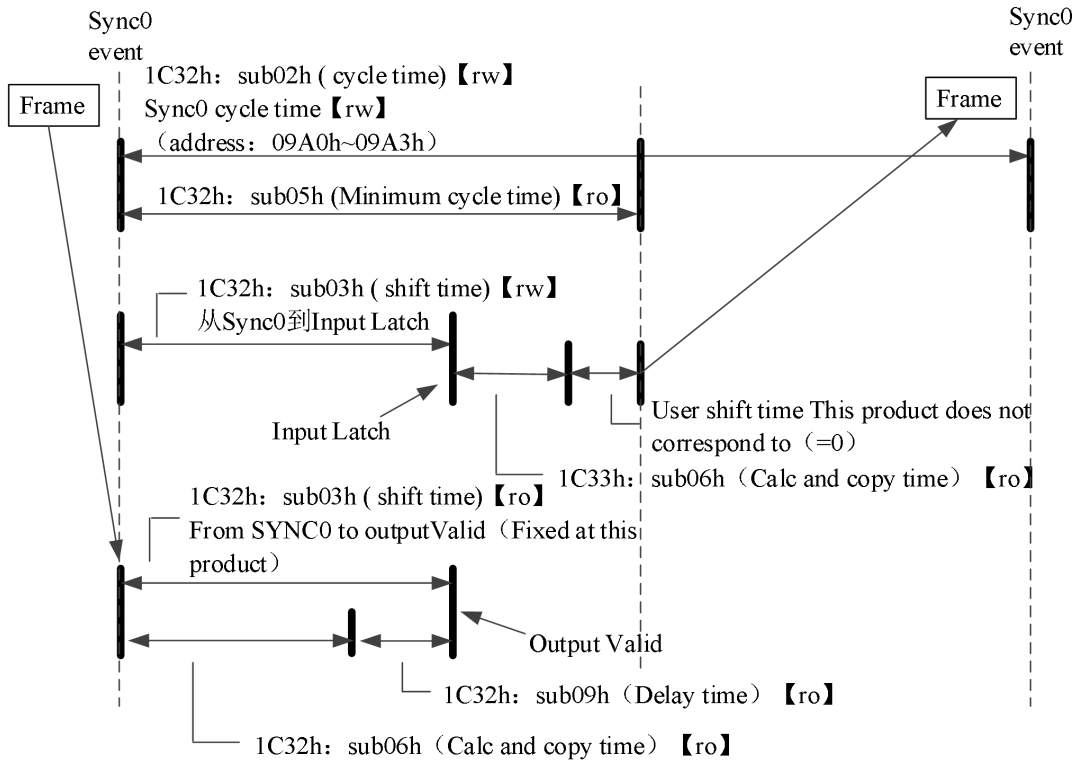 Sync0
event
Sync0
event
1C32h：sub02h ( cycle time)【rw】
Frame
Frame
Sync0 cycle time【rw】
（address：09A0h~09A3h）
1C32h：sub05h (Minimum cycle time)【ro】
1C32h：sub03h ( shift time)【rw】
从Sync0到Input Latch
Input Latch
User shift time This product does not
correspond to（=0）
1C33h：sub06h（Calc and copy time）【ro】
1C32h：sub03h ( shift time)【ro】
From SYNC0 to outputValid（Fixed at this
product）
Output Valid
1C32h：sub09h（Delay time）【ro】
1C32h：sub06h（Calc and copy time）【ro】